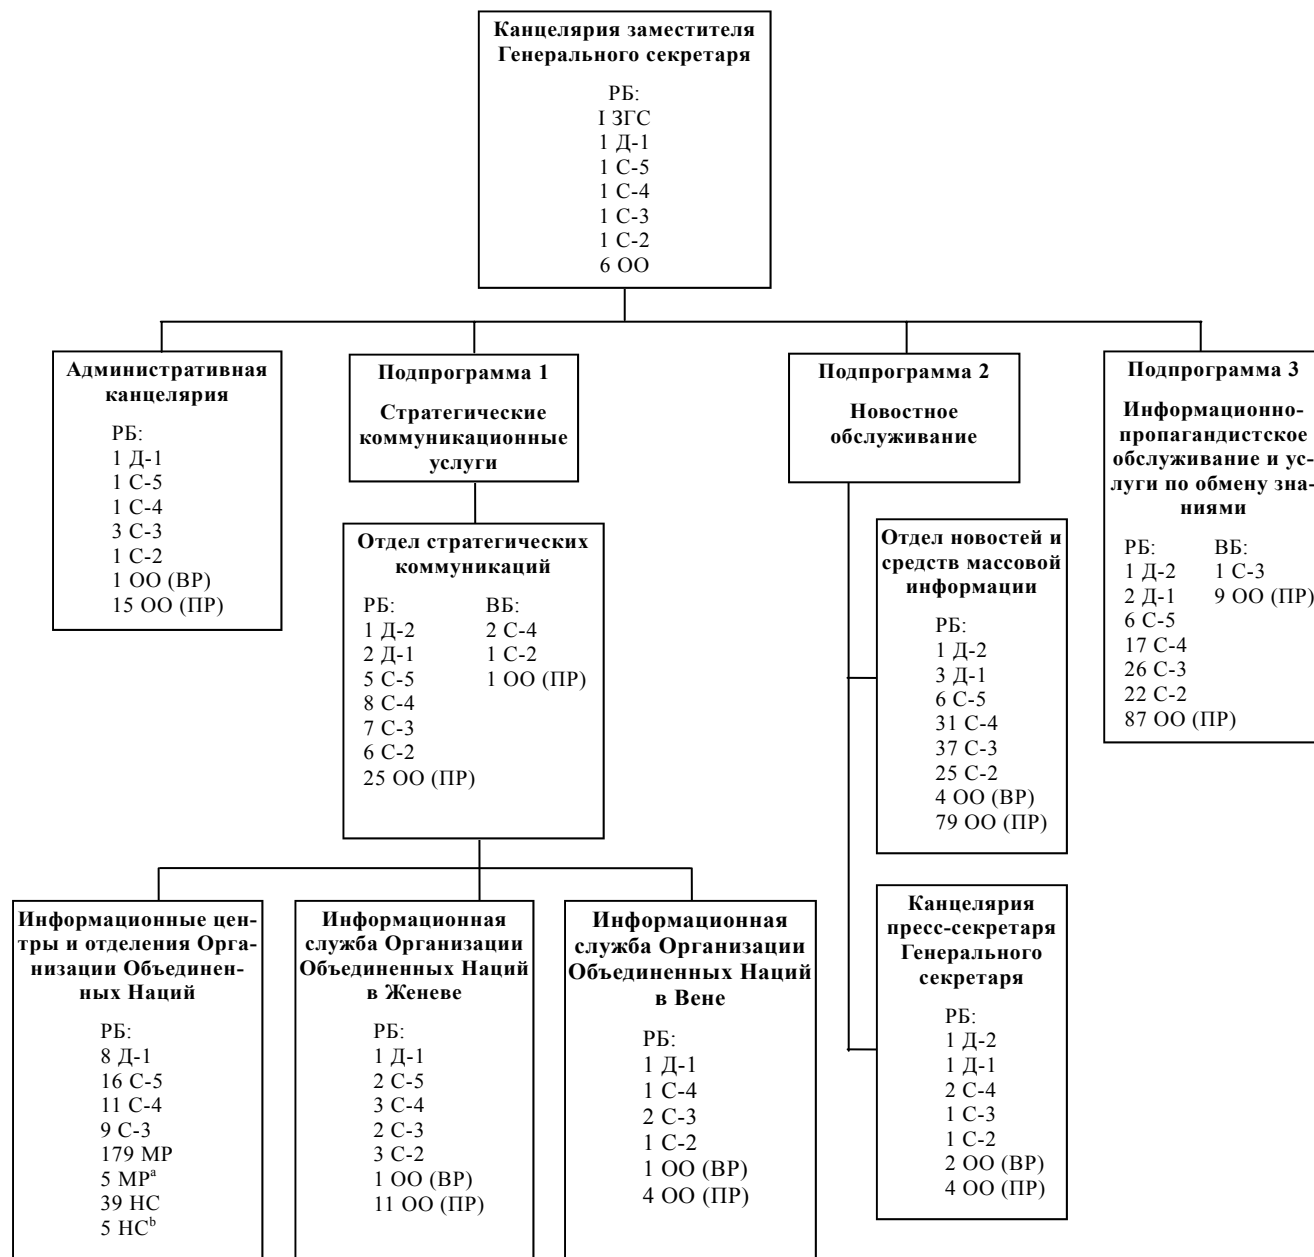 Канцелярия заместителя
Генерального секретаря
РБ:
I ЗГС
1 Д-1
1 С-5
1 С-4
1 С-3
1 С-2
6 ОО
Административная
канцелярия
РБ:
1 Д-1
1 С-5
1 С-4
3 С-3
1 С-2
1 ОО (ВР)
15 ОО (ПР)
Подпрограмма 1
Стратегические
коммуникационные
услуги
Отдел стратегических
коммуникаций
РБ:
1 Д-2
2 Д-1
5 С-5
8 С-4
7 С-3
6 С-2
25 ОО (ПР)
ВБ:
2 С-4
1 С-2
1 ОО (ПР)
Подпрограмма 2
Новостное
обслуживание
Отдел новостей и
средств массовой
информации
РБ:
1 Д-2
3 Д-1
6 С-5
31 С-4
37 С-3
25 С-2
4 ОО (ВР)
79 ОО (ПР)
Канцелярия
пресс-секретаря
Генерального
секретаря
РБ:
1 Д-2
1 Д-1
2 С-4
1 С-3
1 С-2
2 ОО (ВР)
4 ОО (ПР)
Подпрограмма 3
Информационно-
пропагандистское
обслуживание и ус-
луги по обмену зна-
ниями
РБ:
1 Д-2
2 Д-1
6 С-5
17 С-4
26 С-3
22 С-2
87 ОО (ПР)
ВБ:
1 С-3
9 ОО (ПР)
Информационные цен-
тры и отделения Орга-
низации Объединен-
ных Наций
РБ:
8 Д-1
16 С-5
11 С-4
9 С-3
179 МР
5 МРᵃ
39 НС
5 НСᵇ
Информационная
служба Организации
Объединенных Наций
в Женеве
РБ:
1 Д-1
2 С-5
3 С-4
2 С-3
3 С-2
1 ОО (ВР)
11 ОО (ПР)
Информационная
служба Организации
Объединенных Наций
в Вене
РБ:
1 Д-1
1 С-4
2 С-3
1 С-2
1 ОО (ВР)
4 ОО (ПР)